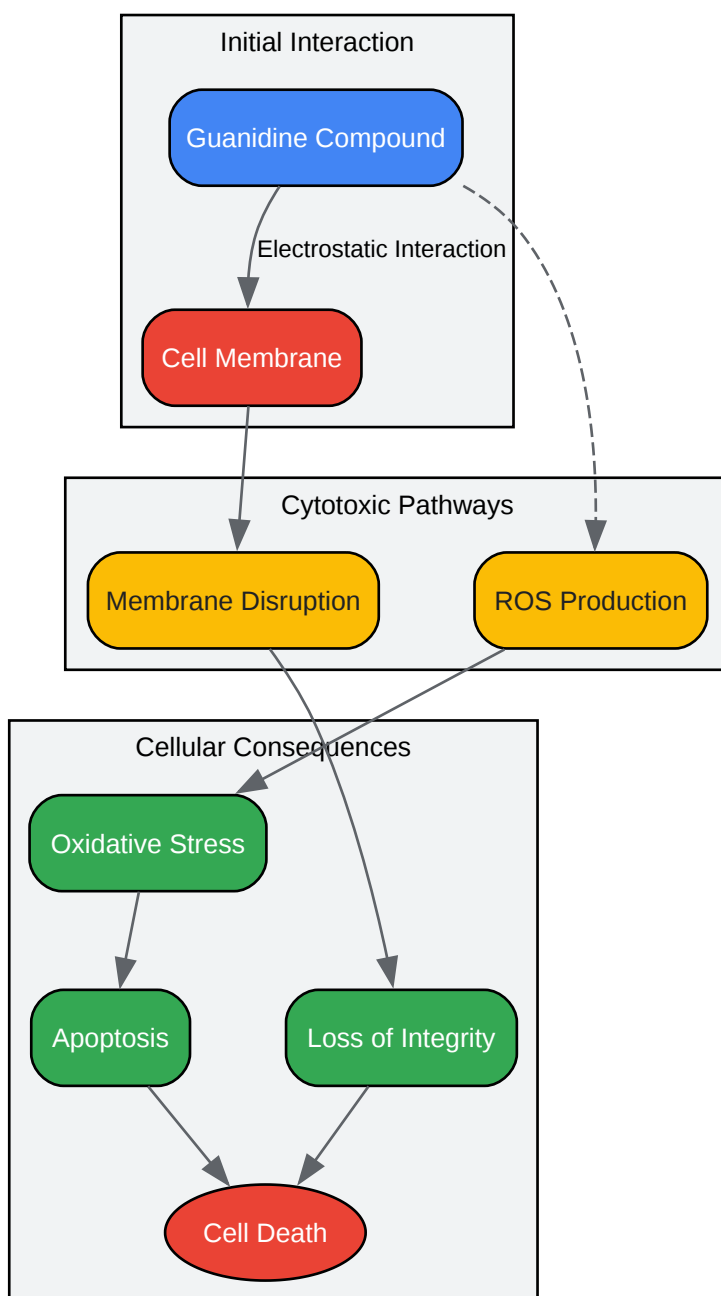 Initial Interaction
Guanidine Compound
Electrostatic Interaction
Cell Membrane
Cytotoxic Pathways
Membrane Disruption
ROS Production
Cellular Consequences
Oxidative Stress
Apoptosis
Loss of Integrity
Cell Death